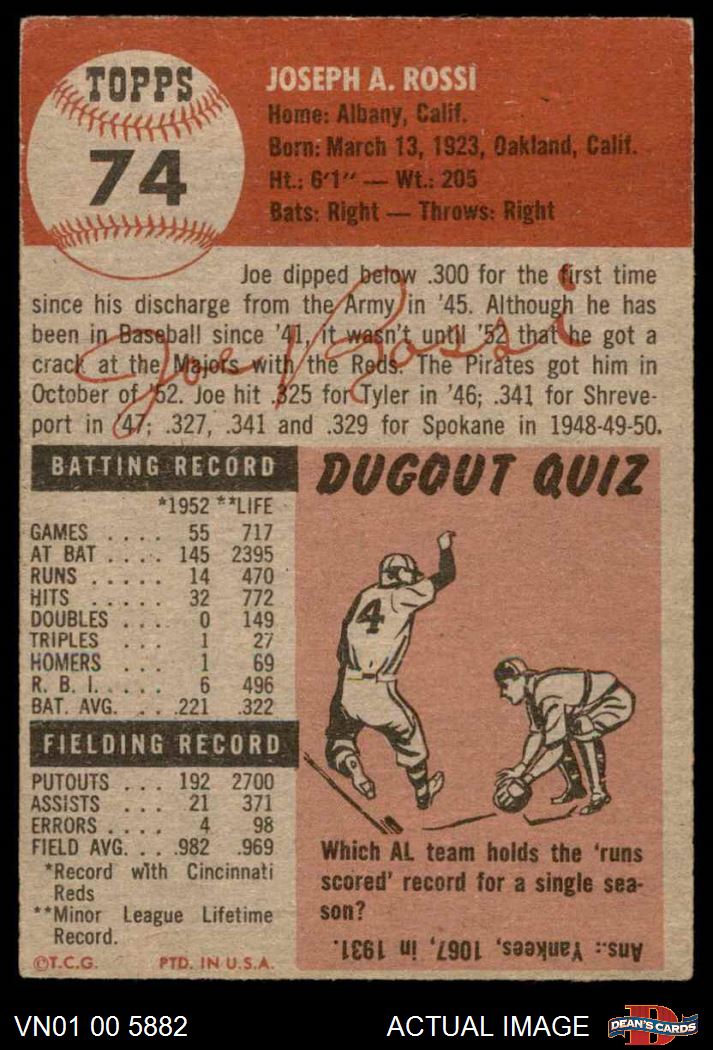 TOPPS
74
JOSEPH A. ROSSI
Home: Albany, Calif.
Born: March 13, 1923, Oakland, Calif.
Ht.: 6'1" — Wt.: 205
Bats: Right — Throws: Right
Joe dipped below .300 for the first time
since his discharge from the Army in '45. Although he has
been in Baseball since '41, it wasn't until '52 that he got a
crack at the Majors with the Reds. The Pirates got him in
October of '52. Joe hit .325 for Tyler in '46; .341 for Shreve-
port in '47; .327, .341 and .329 for Spokane in 1948-49-50.
Joe Rossi
BATTING RECORD
*1952 **LIFE
GAMES . . . . 55 717
AT BAT . . . . 145 2395
RUNS . . . . . 14 470
HITS . . . . . 32 772
DOUBLES . . . 0 149
TRIPLES . . . 1 27
HOMERS . . . 1 69
R. B. I. . . . . 6 496
BAT. AVG. . . .221 .322
FIELDING RECORD
PUTOUTS . . . 192 2700
ASSISTS . . . 21 371
ERRORS . . . . 4 98
FIELD AVG. . . .982 .969
*Record with Cincinnati
Reds
**Minor League Lifetime
Record.
©T.C.G. PTD. IN U.S.A.
DUGOUT QUIZ
4
Which AL team holds the 'runs
scored' record for a single sea-
son?
Ans.: Yankees, 1067, in 1931.
VN01 00 5882 ACTUAL IMAGE
D
DEAN'S CARDS